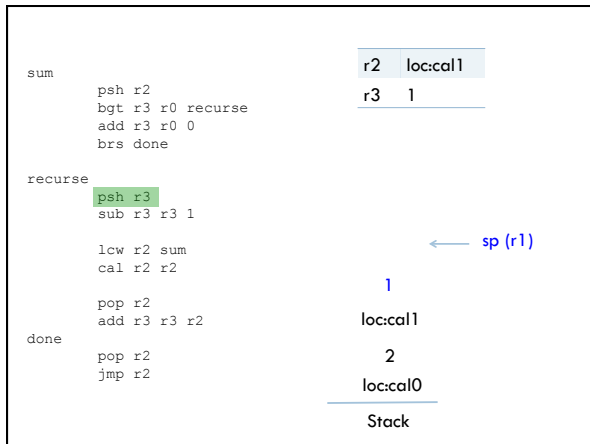 sum
psh r2
bgt r3 r0 recurse
add r3 r0 0
brs done
recurse
psh r3
sub r3 r3 1
lcw r2 sum
cal r2 r2
pop r2
add r3 r3 r2
done
pop r2
jmp r2
r2 loc:cal1
r3 1
sp (r1)
1
loc:cal1
2
loc:cal0
Stack